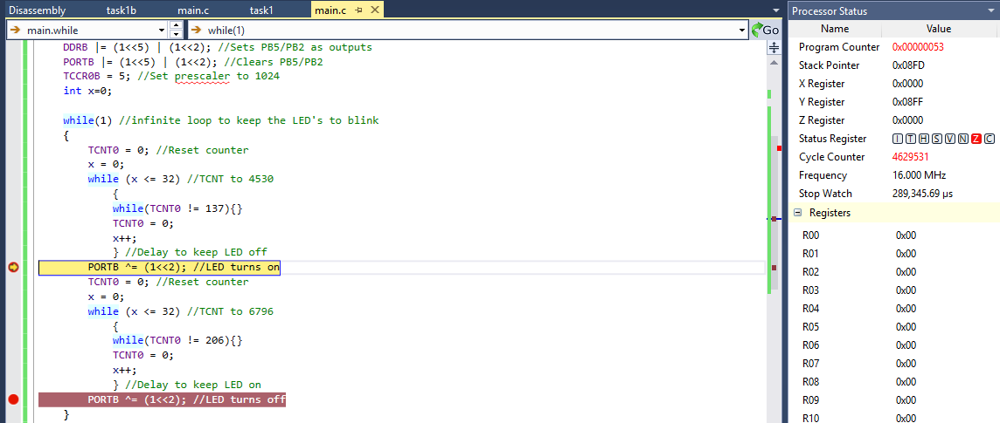 Disassembly task1b main.c task1 main.c
main.while while(1) Go
DDRB |= (1<<5) | (1<<2); //Sets PB5/PB2 as outputs
PORTB |= (1<<5) | (1<<2); //Clears PB5/PB2
TCCR0B = 5; //Set prescaler to 1024
int x=0;
while(1) //infinite loop to keep the LED's to blink
{
TCNT0 = 0; //Reset counter
x = 0;
while (x <= 32) //TCNT to 4530
{
while(TCNT0 != 137){}
TCNT0 = 0;
x++;
} //Delay to keep LED off
PORTB ^= (1<<2); //LED turns on
TCNT0 = 0; //Reset counter
x = 0;
while (x <= 32) //TCNT to 6796
{
while(TCNT0 != 206){}
TCNT0 = 0;
x++;
} //Delay to keep LED on
PORTB ^= (1<<2); //LED turns off
}
Processor Status
Name Value
Program Counter 0x00000053
Stack Pointer 0x08FD
X Register 0x0000
Y Register 0x08FF
Z Register 0x0000
Status Register I T H S V N Z C
Cycle Counter 4629531
Frequency 16.000 MHz
Stop Watch 289,345.69 µs
Registers
R00 0x00
R01 0x00
R02 0x00
R03 0x00
R04 0x00
R05 0x00
R06 0x00
R07 0x00
R08 0x00
R09 0x00
R10 0x00